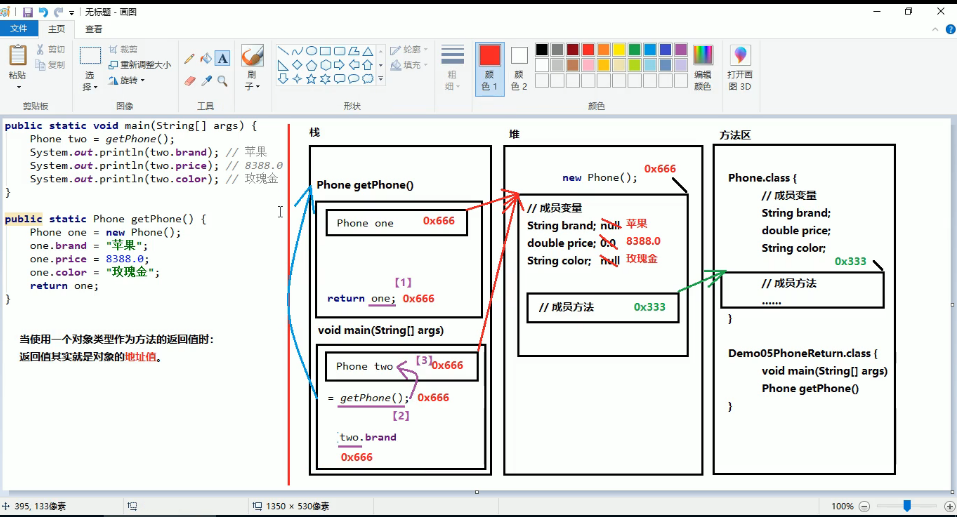 无标题 - 画图
文件
主页
查看
粘贴
剪切
复制
剪贴板
选择
裁剪
重新调整大小
旋转
图像
工具
刷子
形状
轮廓
填充
粗细
颜色 1
颜色 2
颜色
编辑颜色
打开画图 3D
public static void main(String[] args) {
Phone two = getPhone();
System.out.println(two.brand); // 苹果
System.out.println(two.price); // 8388.0
System.out.println(two.color); // 玫瑰金
}
public static Phone getPhone() {
Phone one = new Phone();
one.brand = "苹果";
one.price = 8388.0;
one.color = "玫瑰金";
return one;
}
当使用一个对象类型作为方法的返回值时：
返回值其实就是对象的地址值。
栈
Phone getPhone()
Phone one 0x666
【1】
return one; 0x666
void main(String[] args)
Phone two 【3】 0x666
= getPhone(); 0x666
【2】
two.brand
0x666
堆
0x666
new Phone();
// 成员变量
String brand; null 苹果
double price; 0.0 8388.0
String color; null 玫瑰金
// 成员方法 0x333
方法区
Phone.class {
// 成员变量
String brand;
double price;
String color;
0x333
// 成员方法
......
}
Demo05PhoneReturn.class {
void main(String[] args)
Phone getPhone()
}
395, 133像素
1350 × 530像素
100%